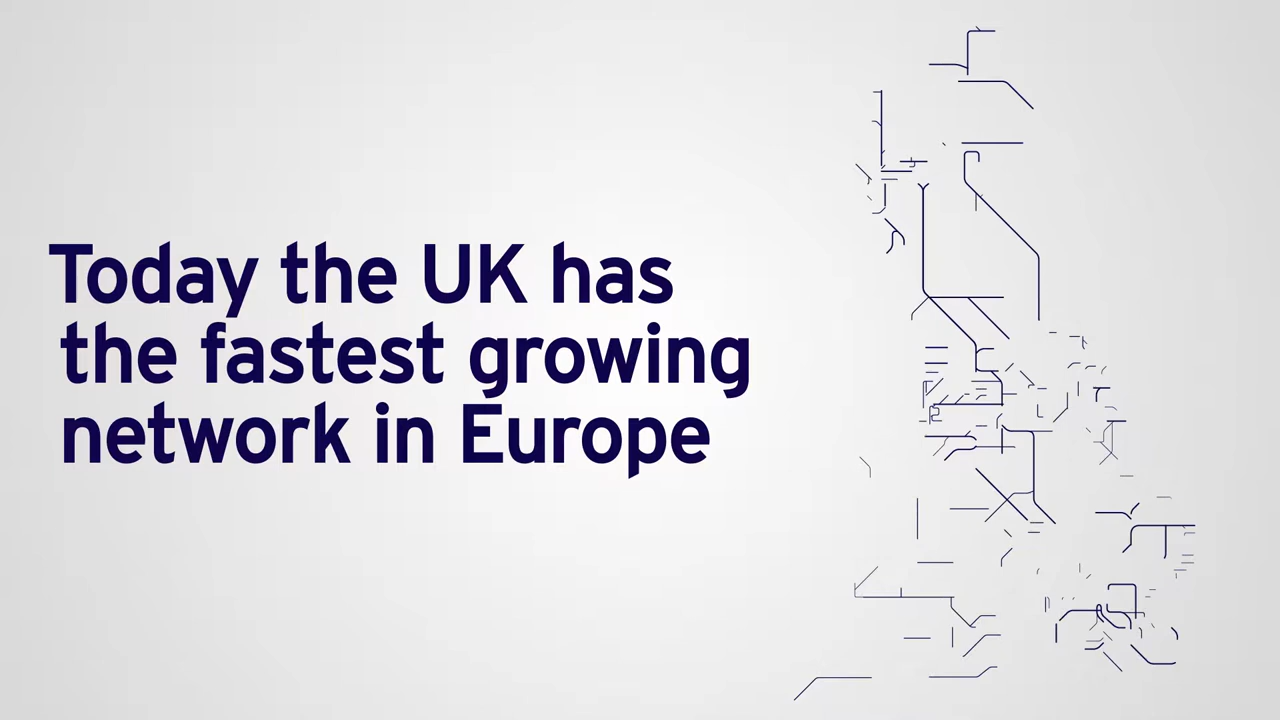 Today the UK has
the fastest growing
network in Europe